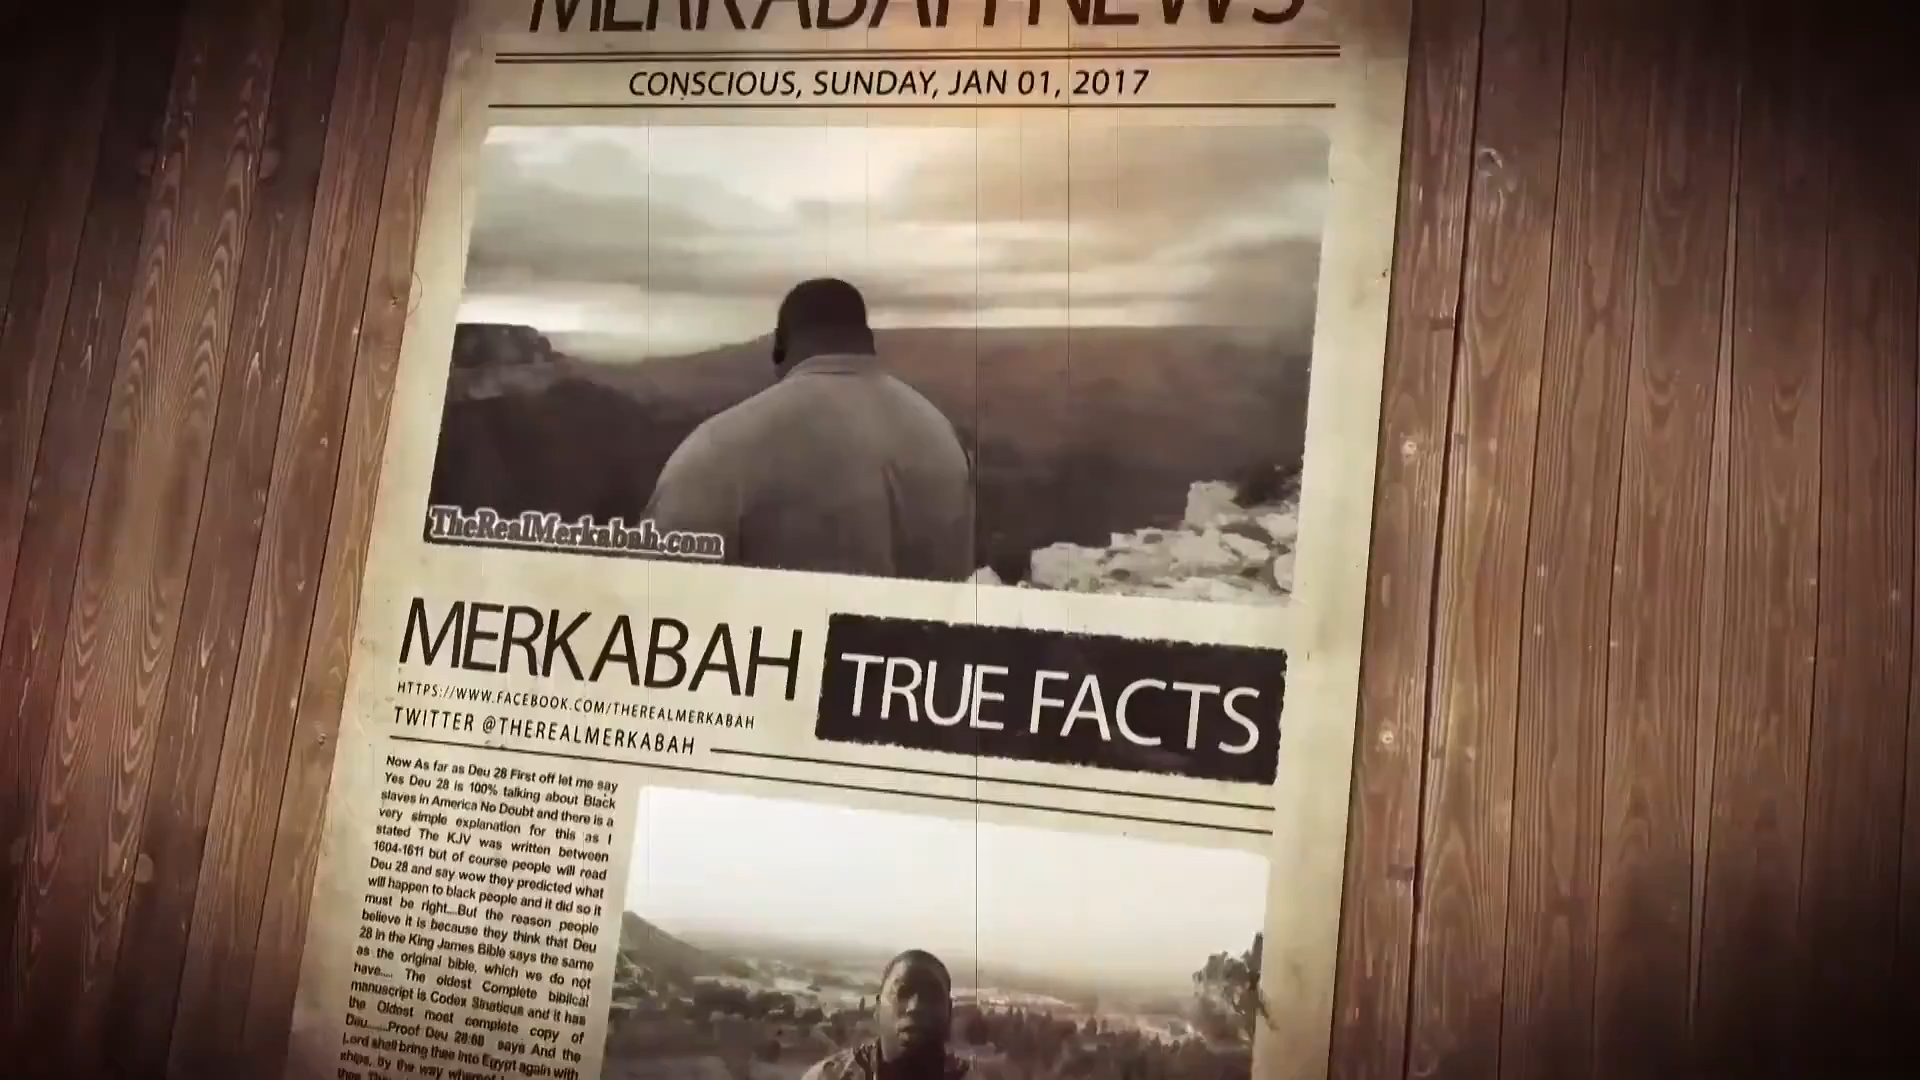 MERKABAH NEWS
CONSCIOUS, SUNDAY, JAN 01, 2017
TheRealMerkabah.com
MERKABAH
TRUE FACTS
HTTPS://WWW.FACEBOOK.COM/THEREALMERKABAH
TWITTER @THEREALMERKABAH
Now As far as Deu 28 First off let me say
Yes Deu 28 is 100% talking about Black
slaves in America No Doubt and there is a
very simple explanation for this as I
stated The KJV was written between
1604-1611 but of course people will read
Deu 28 and say wow they predicted what
will happen to black people and it did so it
must be right....But the reason people
believe it is because they think that Deu
28 in the King James Bible says the same
as the original bible, which we do not
have.... The oldest Complete biblical
manuscript is Codex Sinaticus and it has
the Oldest most complete copy of
Deu......Proof Deu 28:68 says And the
Lord shall bring thee into Egypt again with
ships, by the way